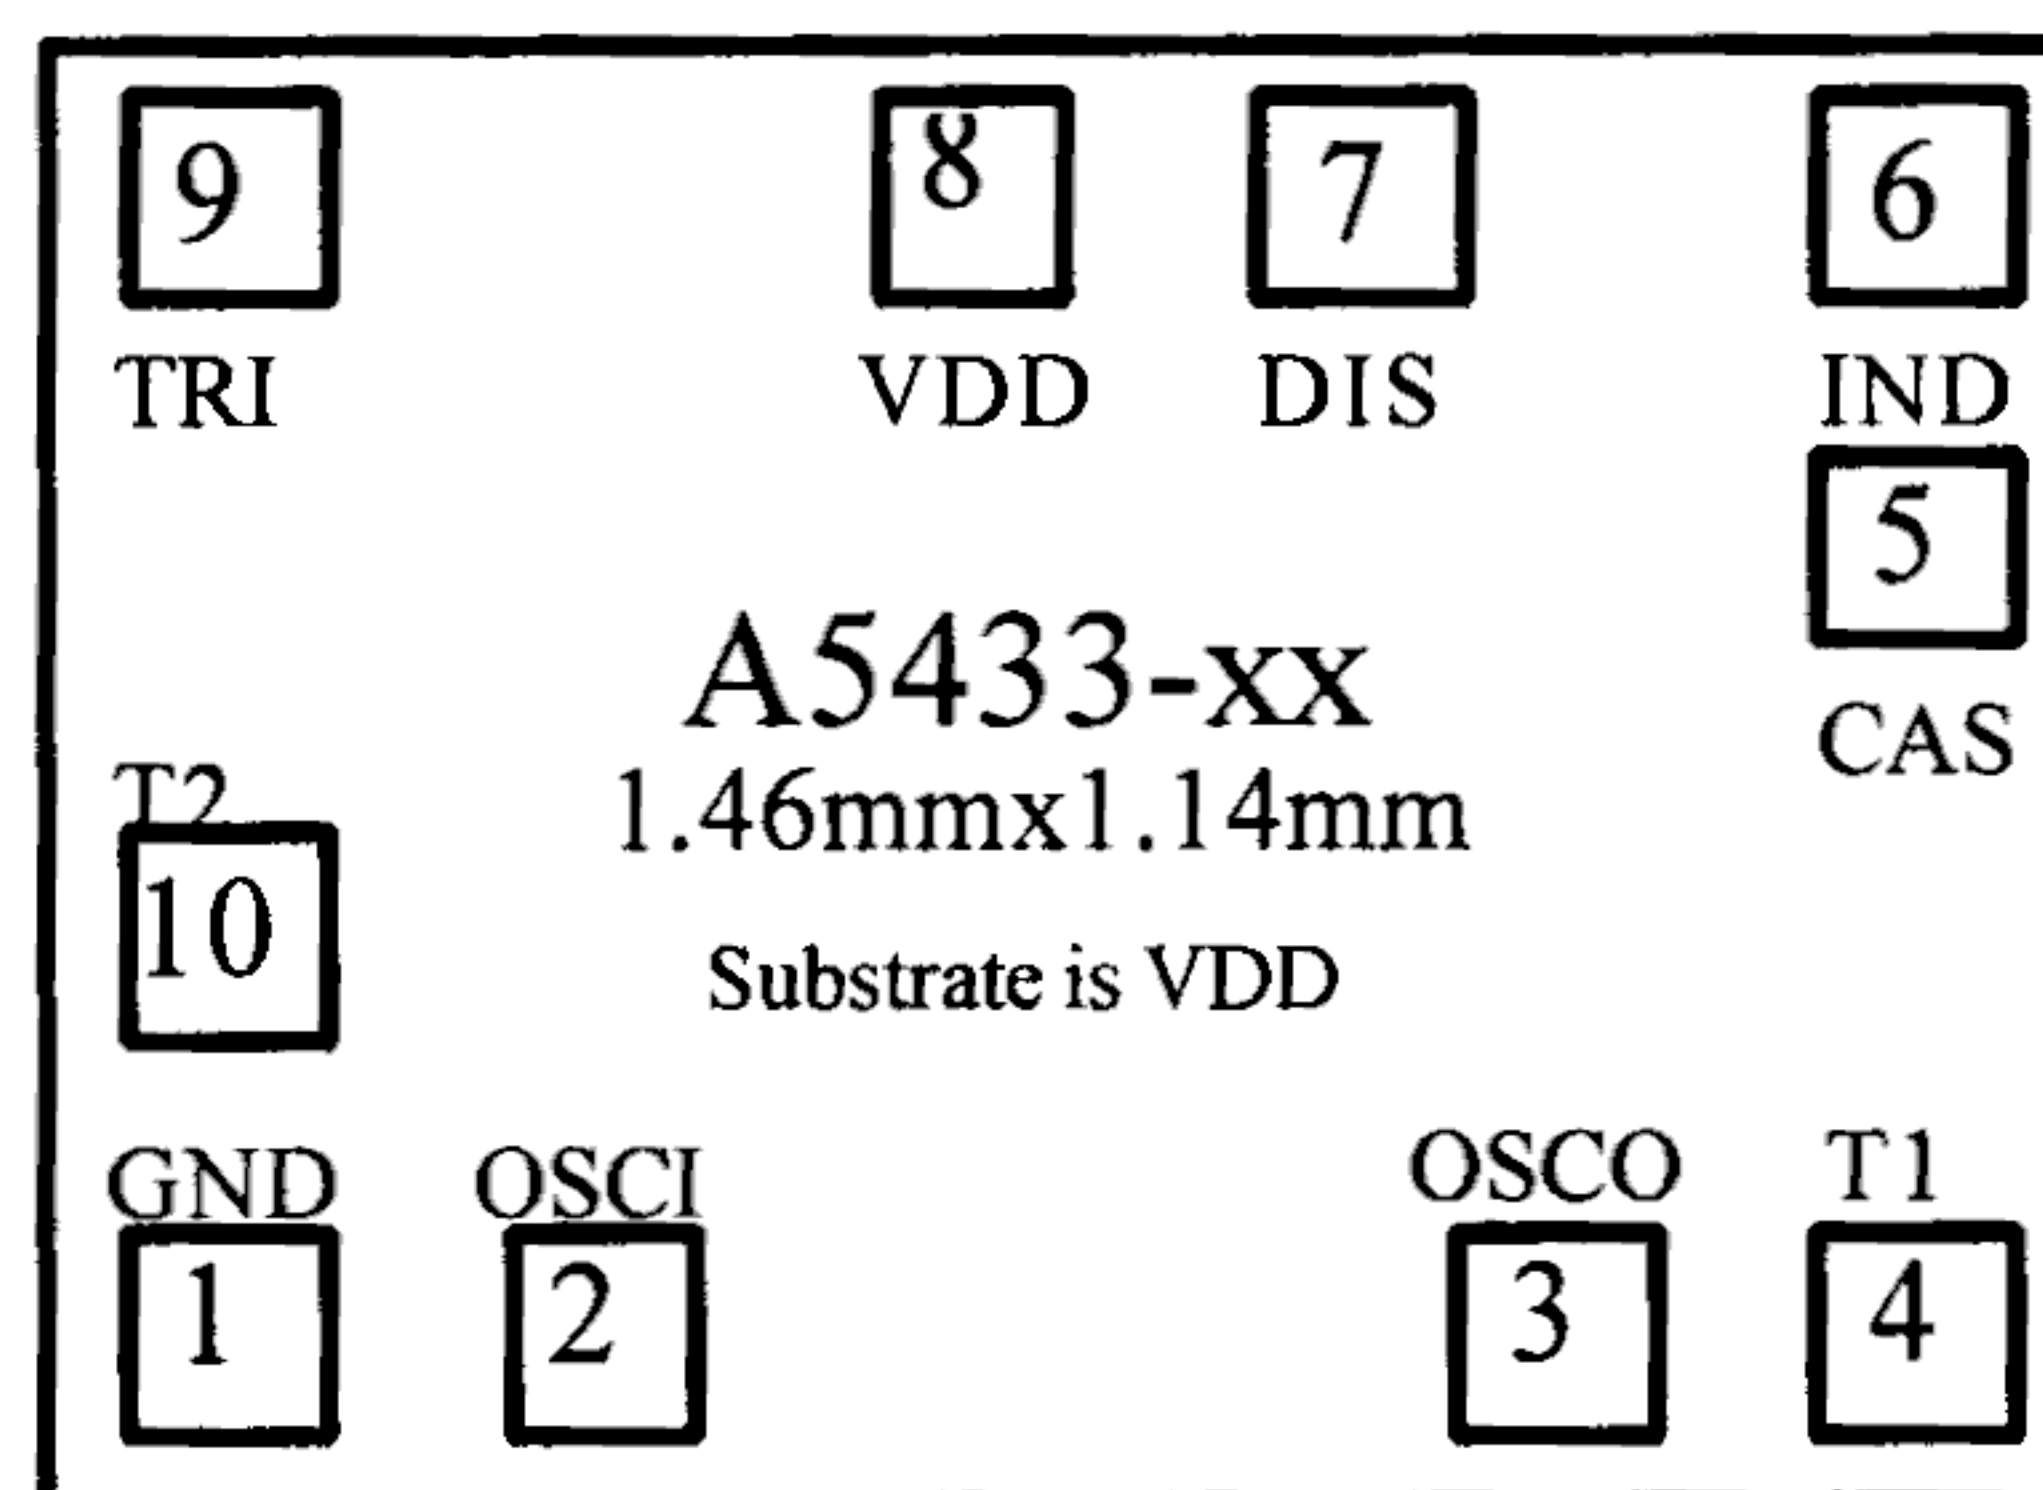 9 8 7 6
TRI VDD DIS IND
5
A5433-xx
CAS
T2
1.46mmx1.14mm
10
Substrate is VDD
GND OSCI OSCO T1
1 2 3 4